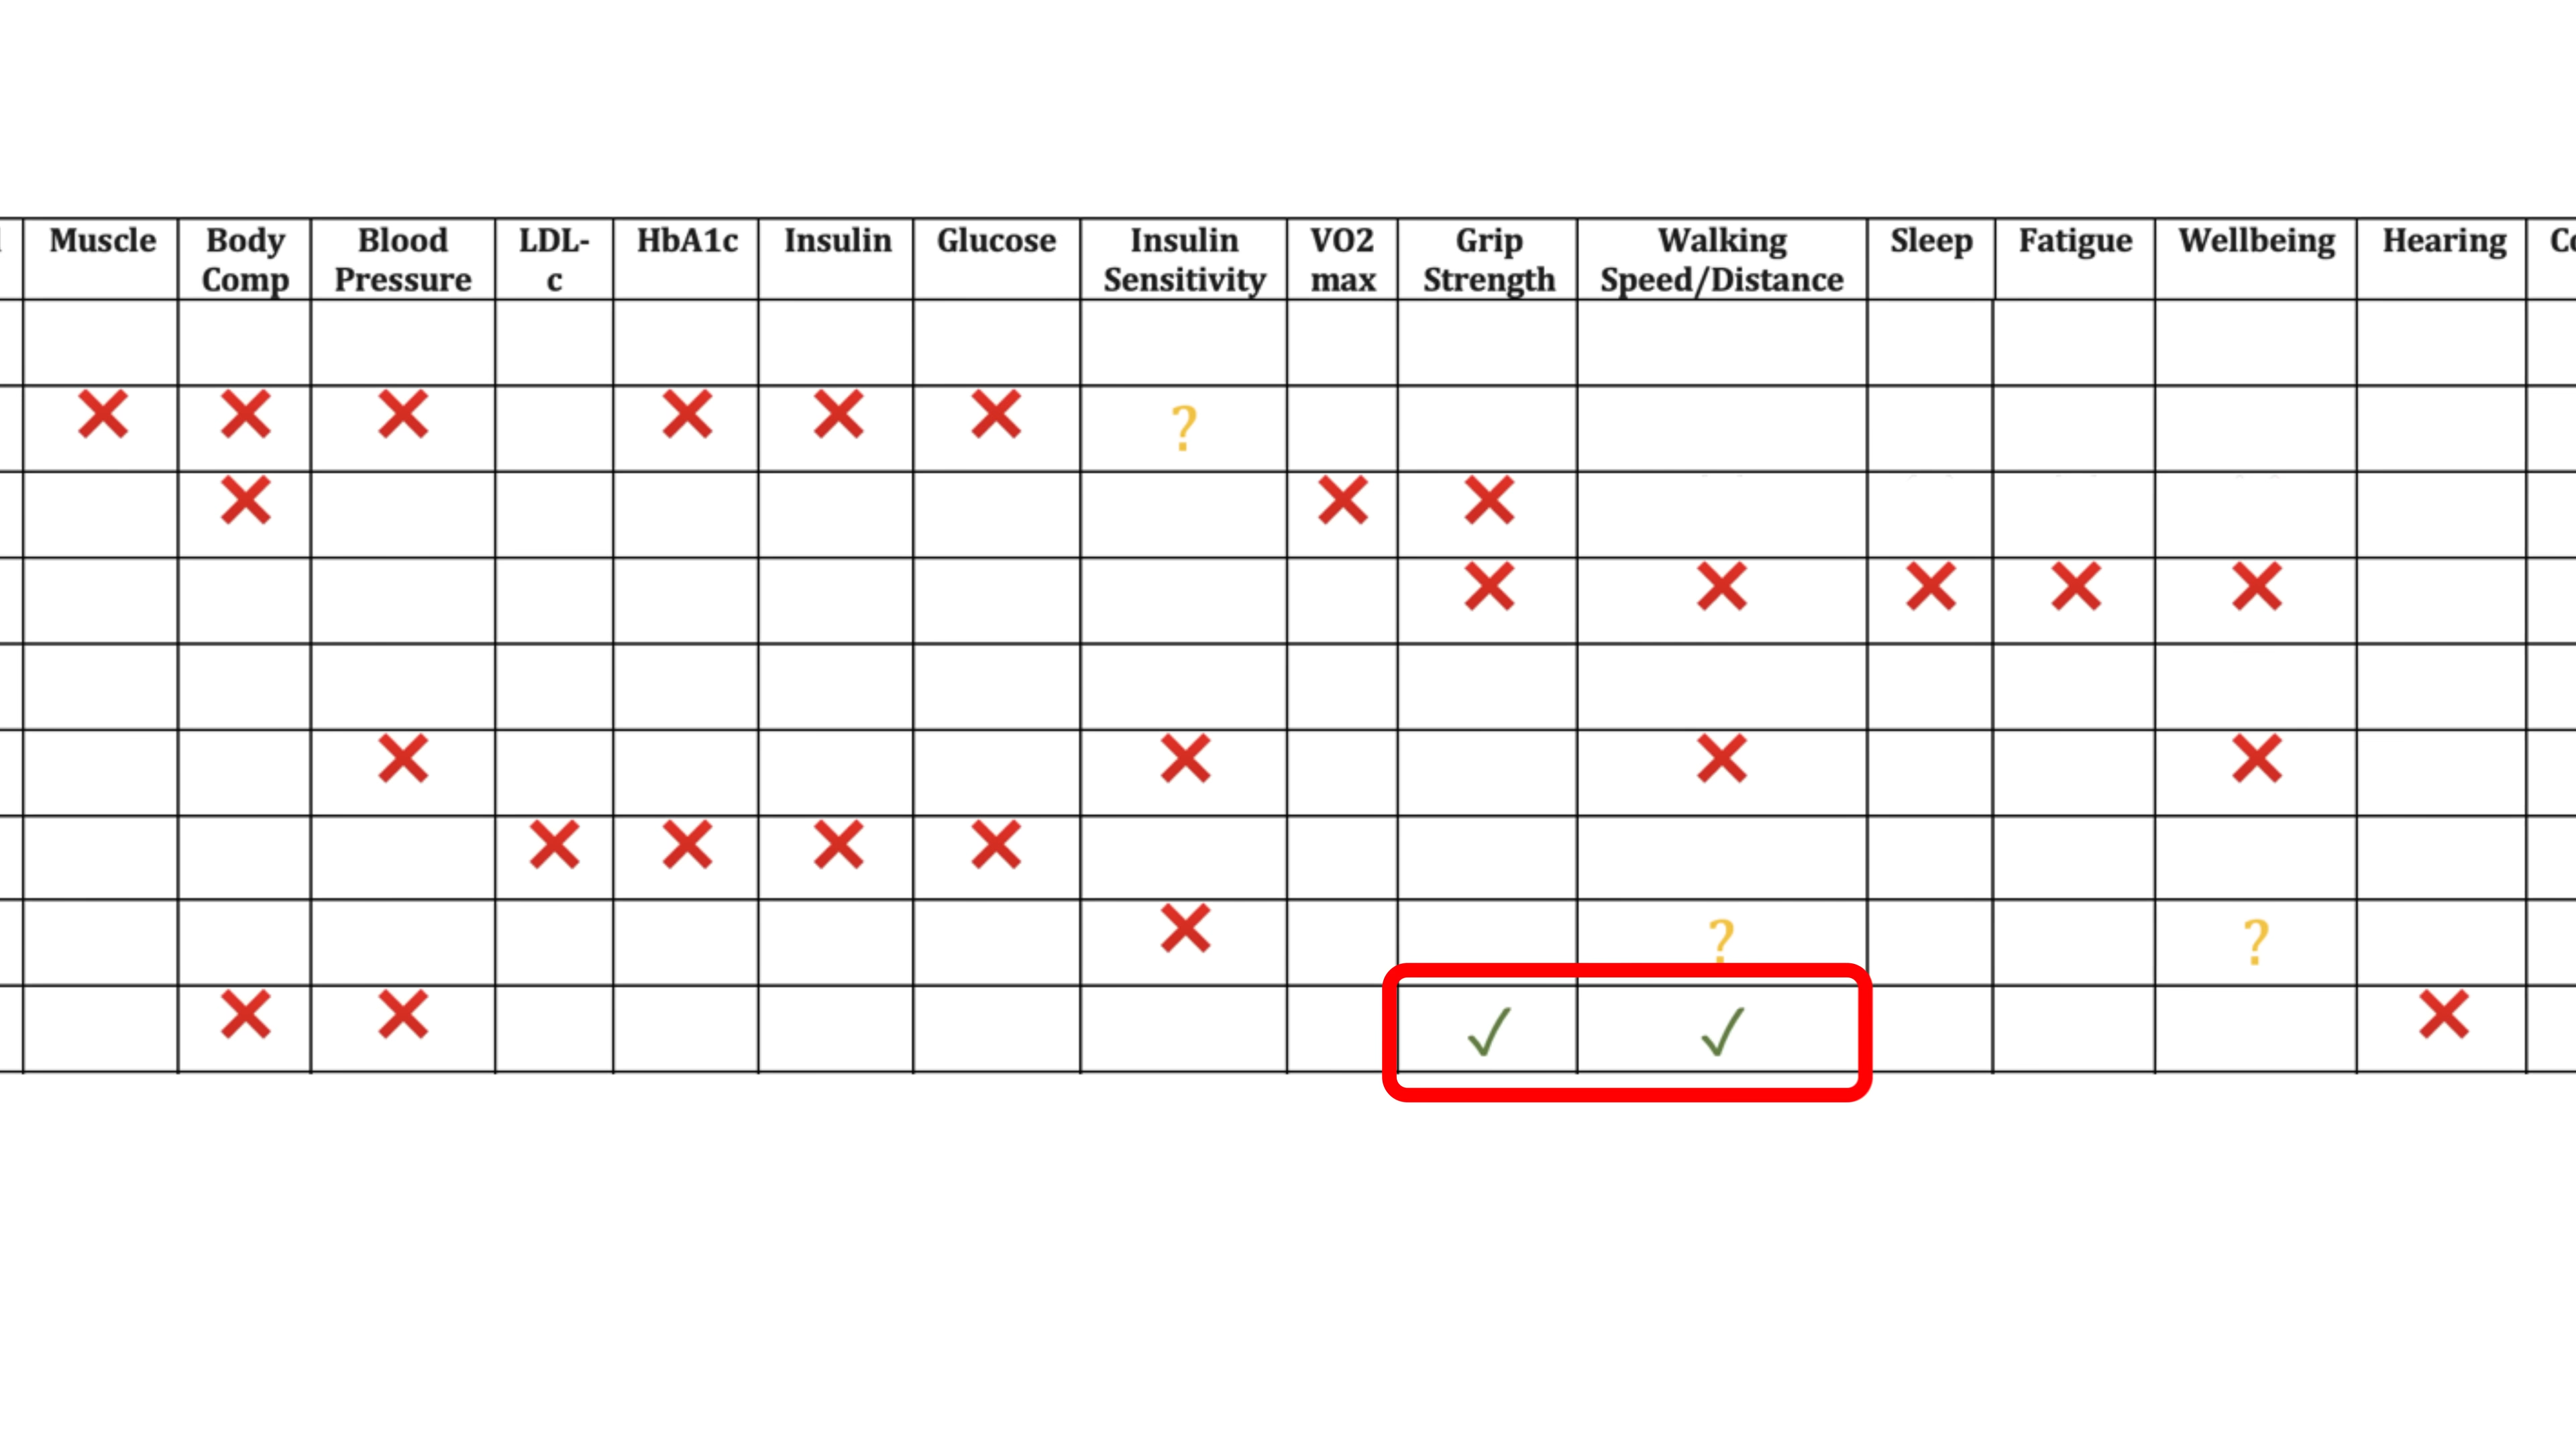 Muscle Body Blood LDL- HbA1c Insulin Glucose Insulin VO2 Grip Walking Sleep Fatigue Wellbeing Hearing
Comp Pressure c Sensitivity max Strength Speed/Distance
?
? ?